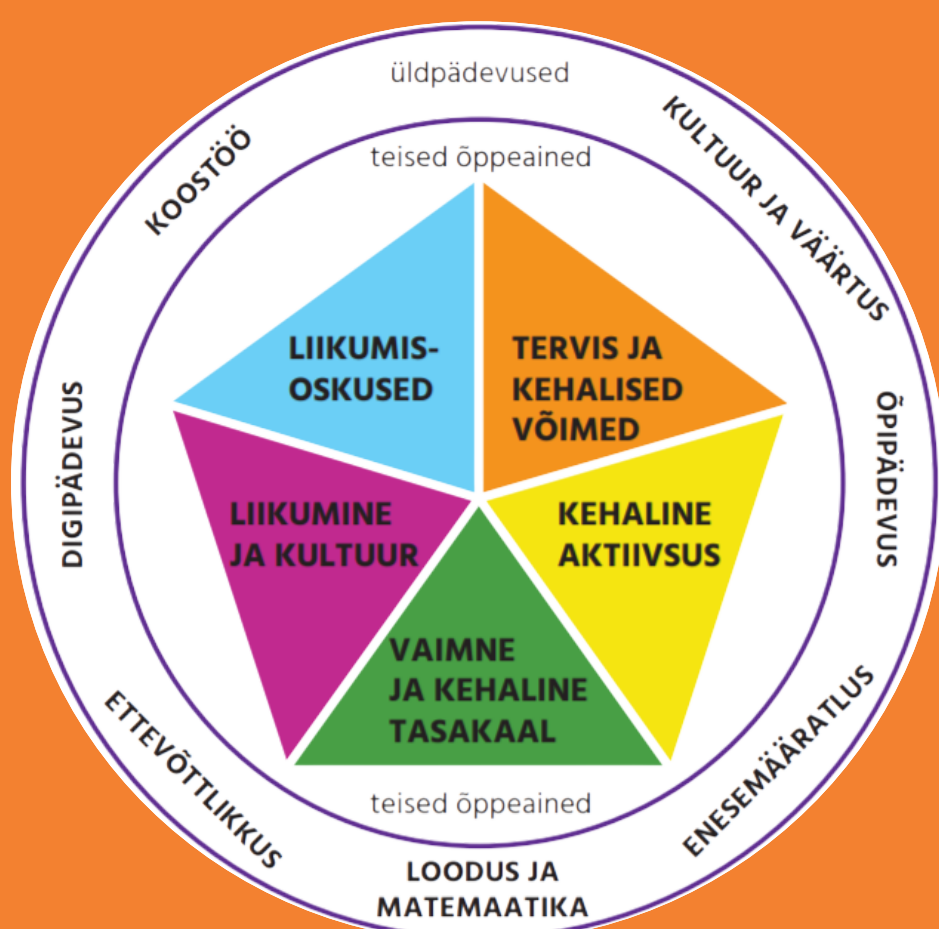 üldpädevused
KULTUUR JA VÄÄRTUS
ÕPIPÄDEVUS
ENESEMÄÄRATLUS
LOODUS JA
MATEMAATIKA
ETTEVÕTTLIKKUS
DIGIPÄDEVUS
KOOSTÖÖ
teised õppeained
LIIKUMIS-
OSKUSED
TERVIS JA
KEHALISED
VÕIMED
LIIKUMINE
JA KULTUUR
KEHALINE
AKTIIVSUS
VAIMNE
JA KEHALINE
TASAKAAL
teised õppeained